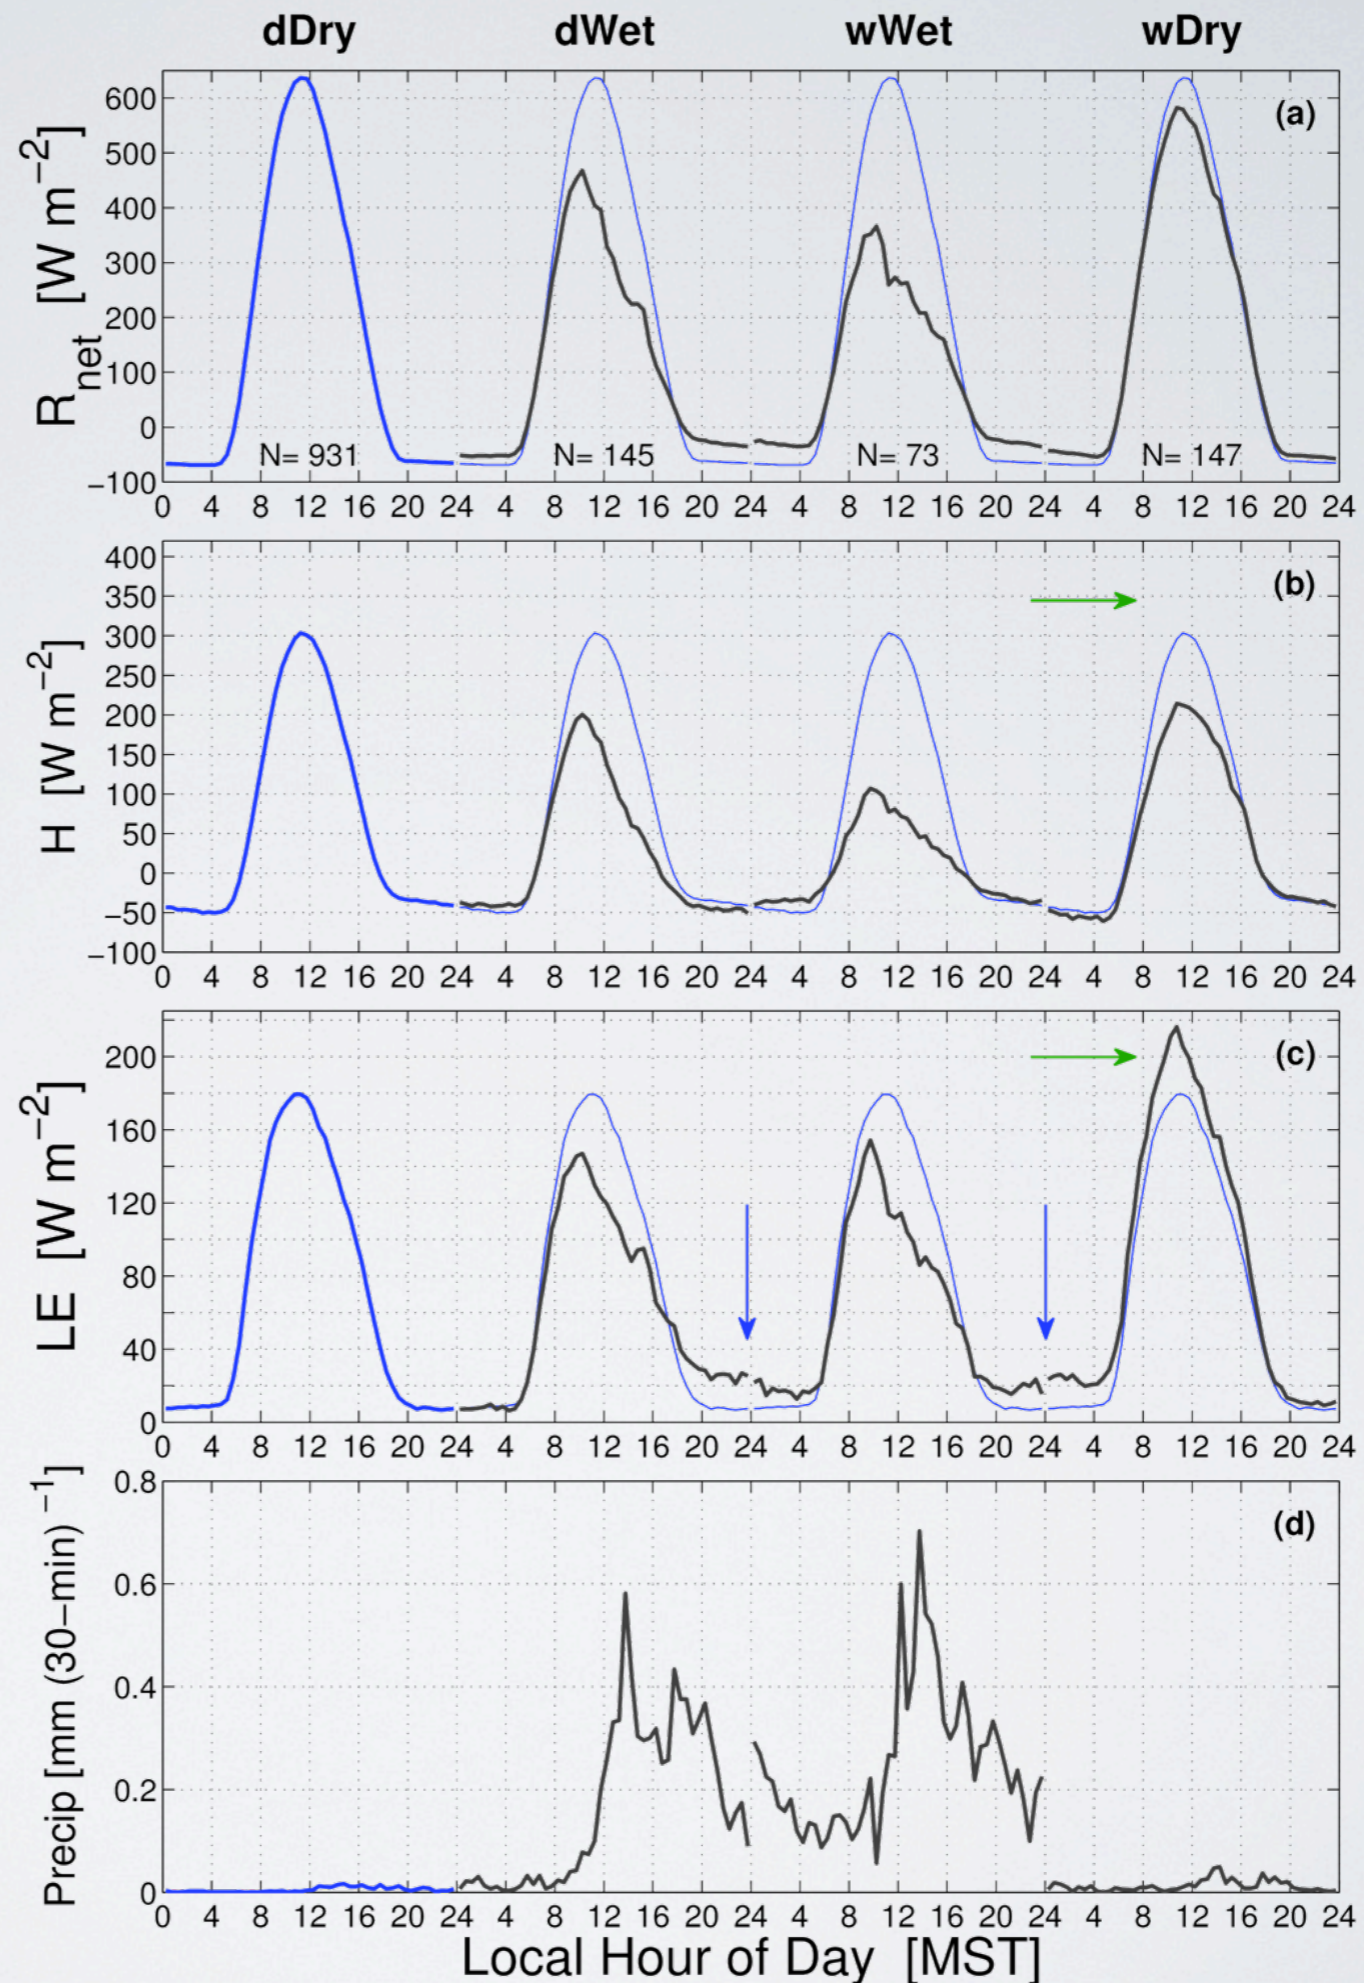 dDry dWet wWet wDry
(a)
R_net [W m⁻²]
600
500
400
300
200
100
0
−100
N= 931 N= 145 N= 73 N= 147
0 4 8 12 16 20 24 4 8 12 16 20 24 4 8 12 16 20 24 4 8 12 16 20 24
(b)
H [W m⁻²]
400
350
300
250
200
150
100
50
0
−50
−100
0 4 8 12 16 20 24 4 8 12 16 20 24 4 8 12 16 20 24 4 8 12 16 20 24
(c)
LE [W m⁻²]
200
160
120
80
40
0
0 4 8 12 16 20 24 4 8 12 16 20 24 4 8 12 16 20 24 4 8 12 16 20 24
(d)
Precip [mm (30−min) ⁻¹]
0.8
0.6
0.4
0.2
0
0 4 8 12 16 20 24 4 8 12 16 20 24 4 8 12 16 20 24 4 8 12 16 20 24
Local Hour of Day [MST]